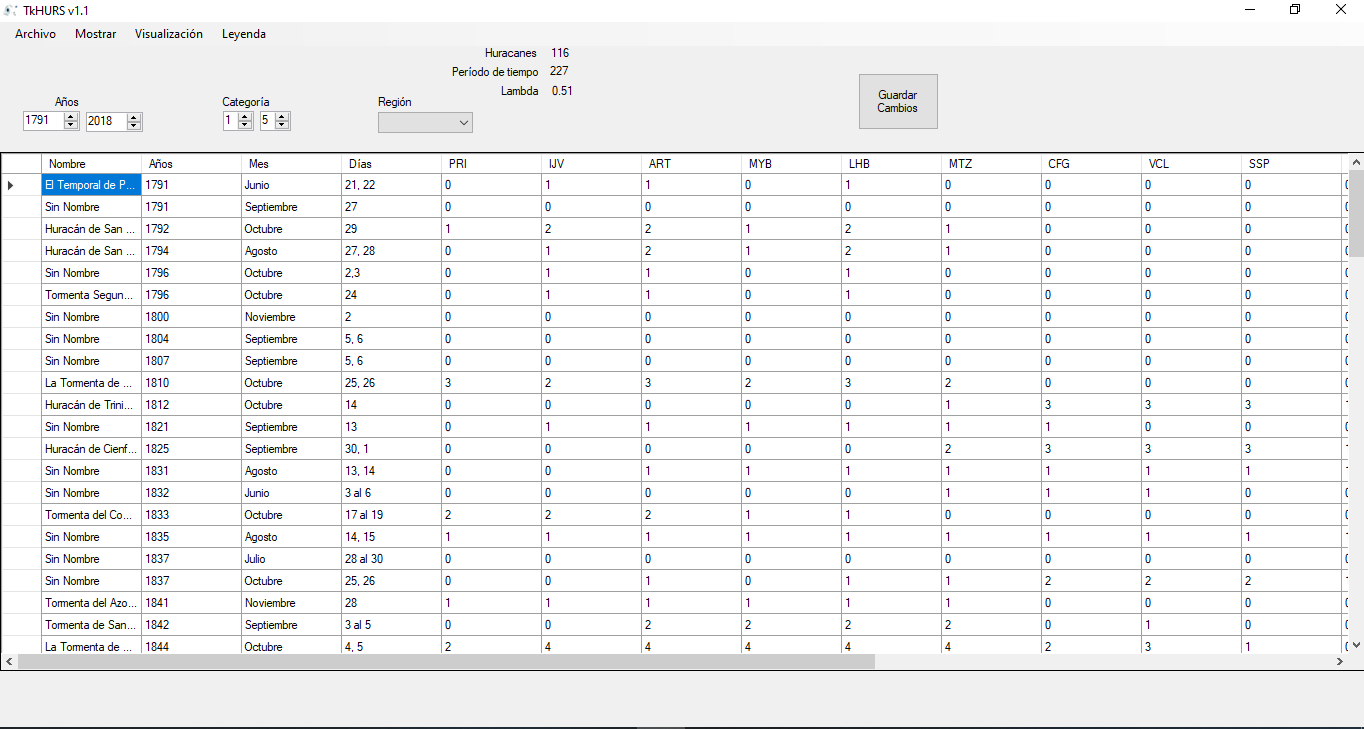 TkHURS v1.1
Archivo Mostrar Visualización Leyenda
Huracanes 116
Período de tiempo 227
Lambda 0.51
Años Categoría Región
1791 2018 1 5
Guardar
Cambios
Nombre Años Mes Días PRI IJV ART MYB LHB MTZ CFG VCL SSP
El Temporal de P... 1791 Junio 21, 22 0 1 1 0 1 0 0 0 0
Sin Nombre 1791 Septiembre 27 0 0 0 0 0 0 0 0 0
Huracán de San ... 1792 Octubre 29 1 2 2 1 2 1 0 0 0
Huracán de San ... 1794 Agosto 27, 28 0 1 2 1 2 1 0 0 0
Sin Nombre 1796 Octubre 2,3 0 1 1 0 1 0 0 0 0
Tormenta Segun... 1796 Octubre 24 0 1 1 0 1 0 0 0 0
Sin Nombre 1800 Noviembre 2 0 0 0 0 0 0 0 0 0
Sin Nombre 1804 Septiembre 5, 6 0 0 0 0 0 0 0 0 0
Sin Nombre 1807 Septiembre 5, 6 0 0 0 0 0 0 0 0 0
La Tormenta de ... 1810 Octubre 25, 26 3 2 3 2 3 2 0 0 0
Huracán de Trini... 1812 Octubre 14 0 0 0 0 0 1 3 3 3
Sin Nombre 1821 Septiembre 13 0 1 1 1 1 1 1 0 0
Huracán de Cienf... 1825 Septiembre 30, 1 0 0 0 0 0 2 3 3 3
Sin Nombre 1831 Agosto 13, 14 0 0 1 1 1 1 1 1 1
Sin Nombre 1832 Junio 3 al 6 0 0 0 0 0 1 1 1 0
Tormenta del Co... 1833 Octubre 17 al 19 2 2 2 1 1 0 0 0 0
Sin Nombre 1835 Agosto 14, 15 1 1 1 1 1 1 1 1 1
Sin Nombre 1837 Julio 28 al 30 0 0 0 0 0 0 0 0 0
Sin Nombre 1837 Octubre 25, 26 0 0 1 0 1 1 2 2 2
Tormenta del Azo... 1841 Noviembre 28 1 1 1 1 1 1 0 0 0
Tormenta de San... 1842 Septiembre 3 al 5 0 0 2 2 2 2 0 1 0
La Tormenta de ... 1844 Octubre 4, 5 2 4 4 4 4 4 2 3 1